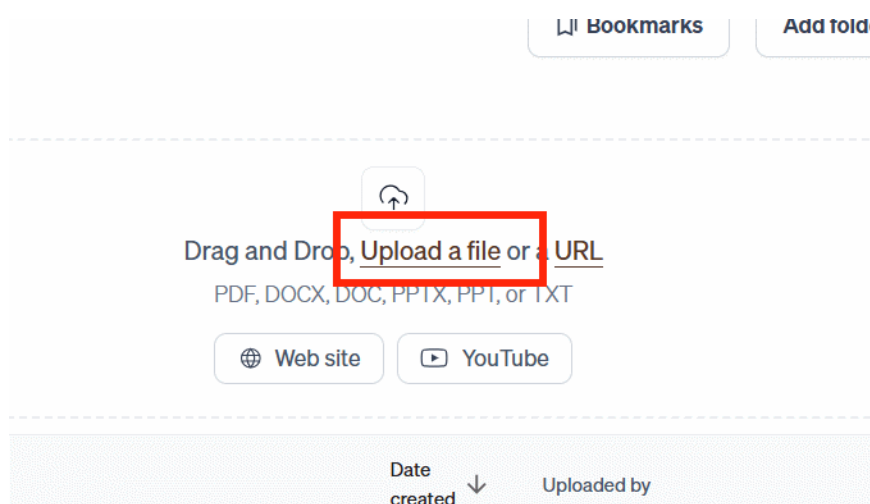 Bookmarks
Add folde
Drag and Drop, Upload a file or a URL
PDF, DOCX, DOC, PPTX, PPT, or TXT
Web site
YouTube
Date
created
Uploaded by